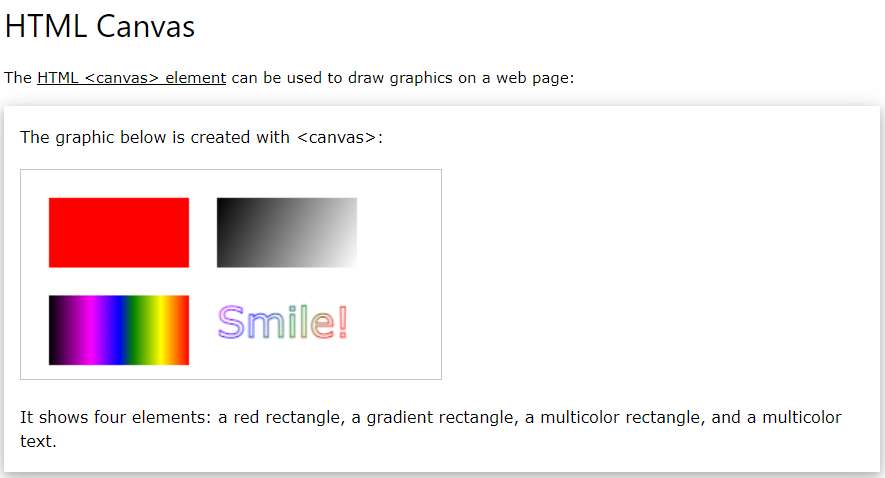 HTML Canvas
The HTML <canvas> element can be used to draw graphics on a web page:
The graphic below is created with <canvas>:
Smile!
It shows four elements: a red rectangle, a gradient rectangle, a multicolor rectangle, and a multicolor
text.